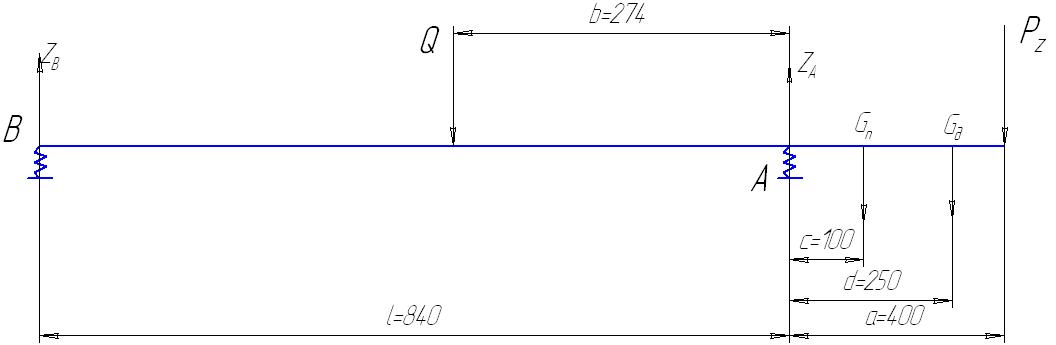 b=274
Q
P_z
Z_B
Z_A
B
G_п
G_д
A
c=100
d=250
l=840
a=400